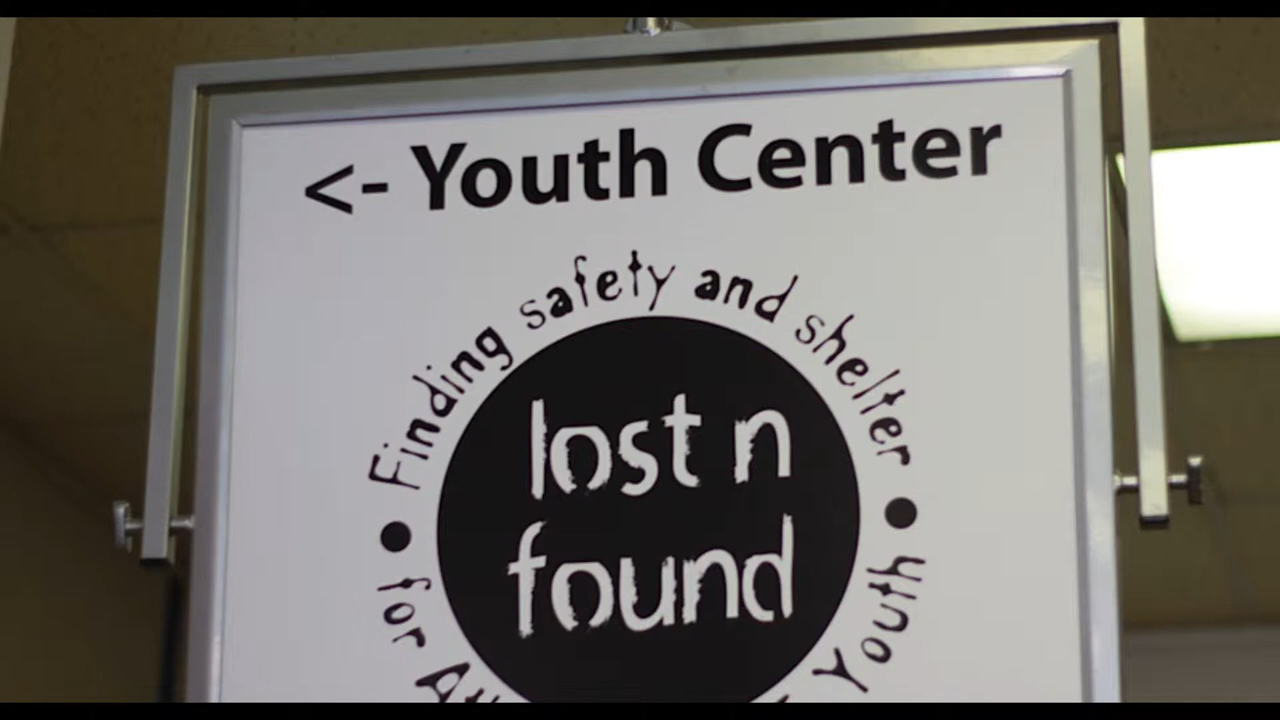 <- Youth Center
Finding safety and shelter
lost n
found
for
Youth